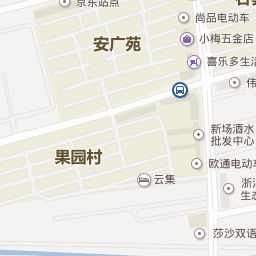 京东站点
尚品电动车
安广苑
小梅五金店
喜乐多生活
伟
新场酒水
批发中心
果园村
欧通电动车
云集
浙
生态
莎沙双语